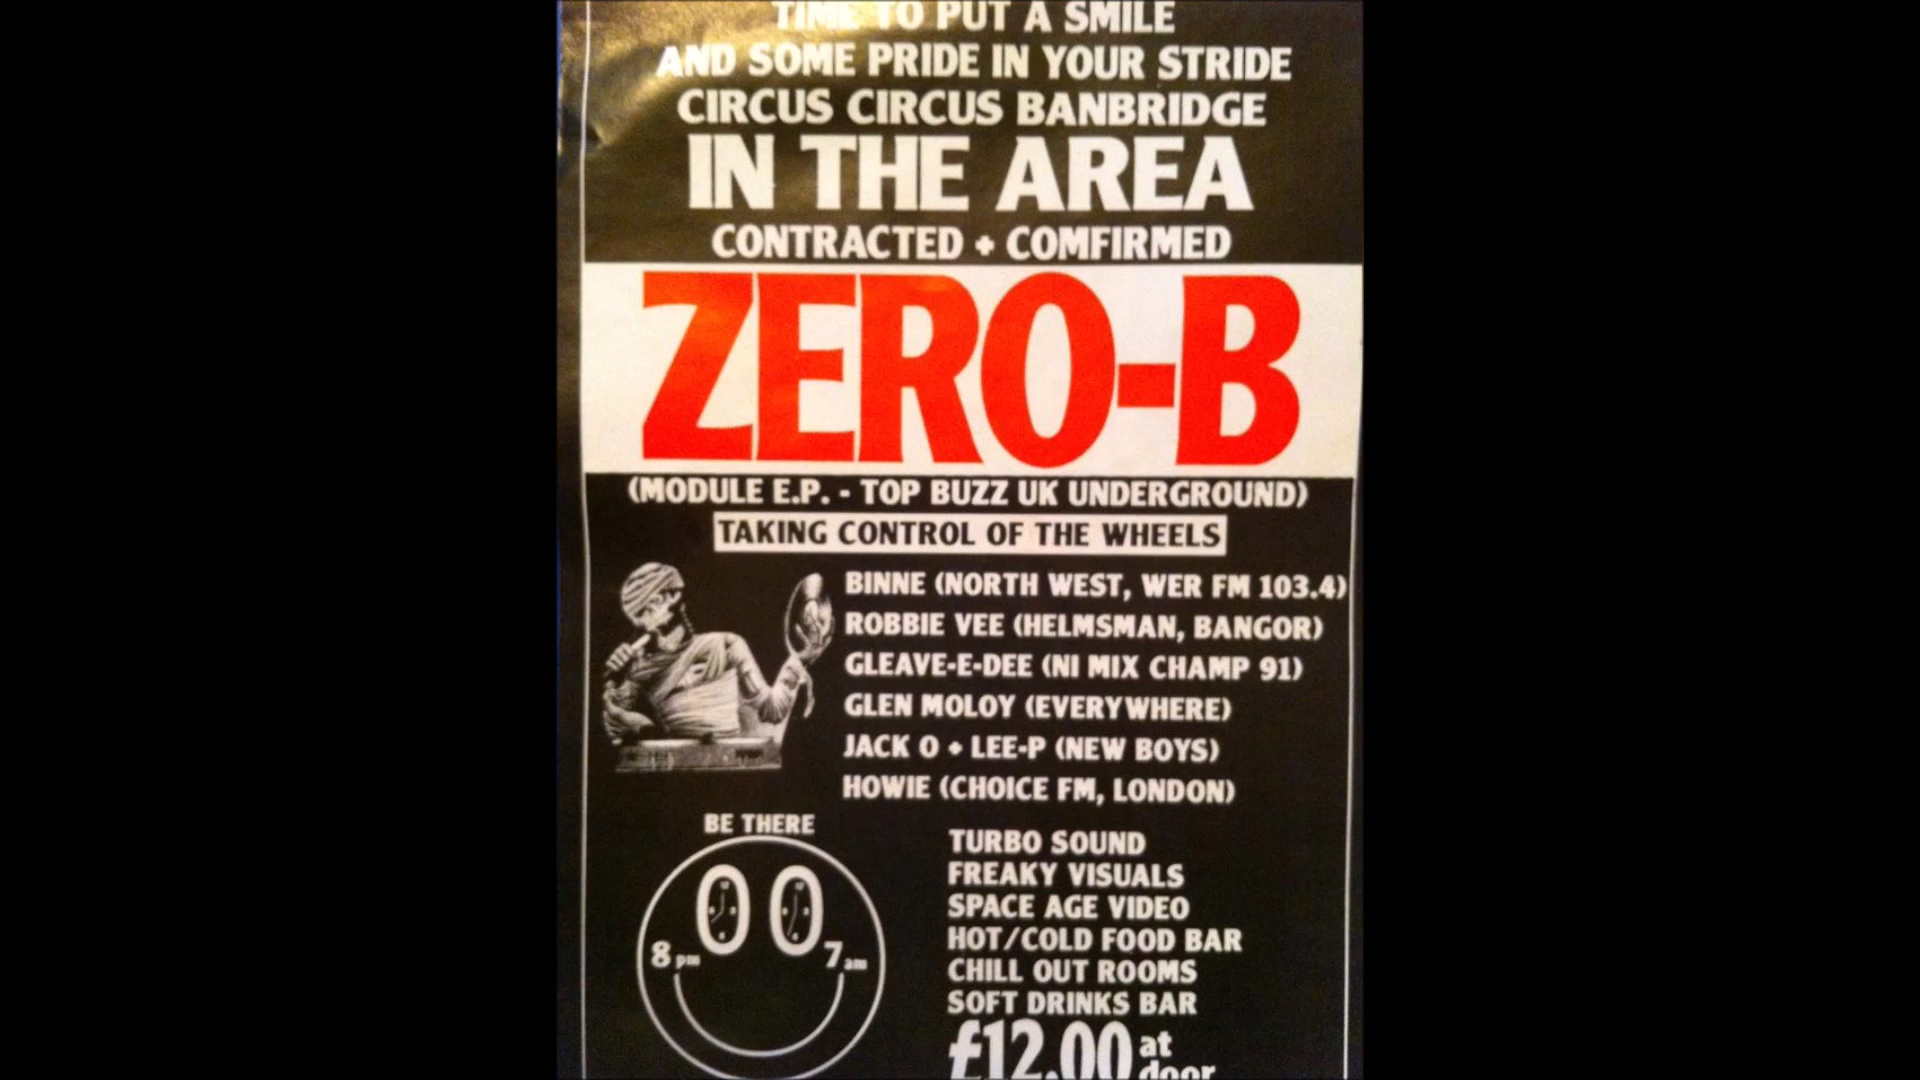 TIME TO PUT A SMILE
AND SOME PRIDE IN YOUR STRIDE
CIRCUS CIRCUS BANBRIDGE
IN THE AREA
CONTRACTED + COMFIRMED
ZERO-B
(MODULE E.P. - TOP BUZZ UK UNDERGROUND)
TAKING CONTROL OF THE WHEELS
BINNE (NORTH WEST, WER FM 103.4)
ROBBIE VEE (HELMSMAN, BANGOR)
GLEAVE-E-DEE (NI MIX CHAMP 91)
GLEN MOLOY (EVERYWHERE)
JACK O + LEE-P (NEW BOYS)
HOWIE (CHOICE FM, LONDON)
BE THERE
8pm
7am
TURBO SOUND
FREAKY VISUALS
SPACE AGE VIDEO
HOT/COLD FOOD BAR
CHILL OUT ROOMS
SOFT DRINKS BAR
£12.00 at
door